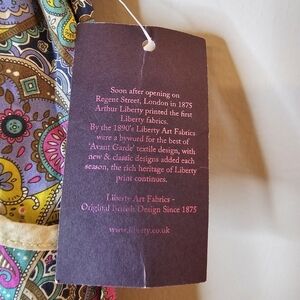 Soon after opening on
Regent Street, London in 1875
Arthur Liberty printed the first
Liberty fabrics.
By the 1890's Liberty Art Fabrics
were a byword for the best of
'Avant Garde' textile design, with
new & classic designs added each
season, the rich heritage of Liberty
print continues.
Liberty Art Fabrics -
Original British Design Since 1875
www.liberty.co.uk